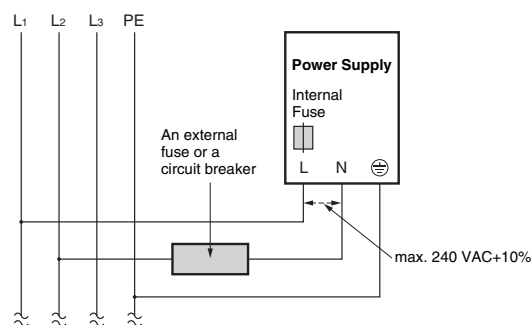 L1 L2 L3 PE
Power Supply
Internal
Fuse
An external
fuse or a
circuit breaker
L N
max. 240 VAC+10%